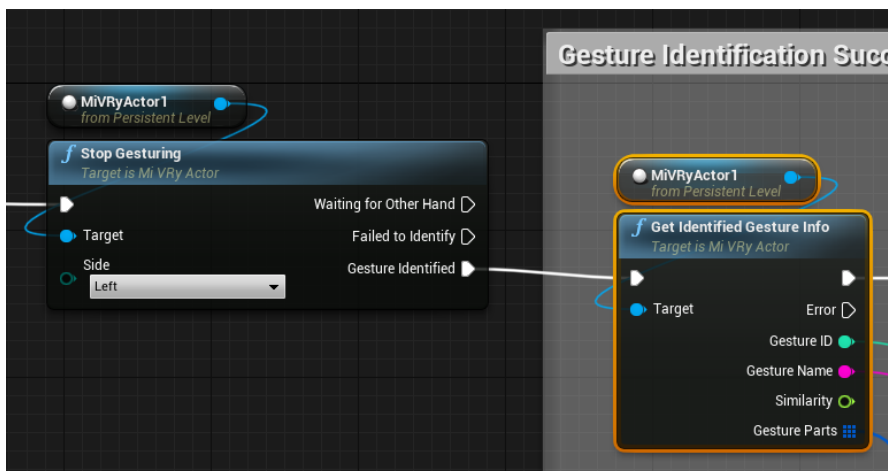 Gesture Identification Succ
MiVRyActor1
from Persistent Level
f Stop Gesturing
Target is Mi VRy Actor
Waiting for Other Hand
Target
Failed to Identify
Side
Left
Gesture Identified
MiVRyActor1
from Persistent Level
f Get Identified Gesture Info
Target is Mi VRy Actor
Target
Error
Gesture ID
Gesture Name
Similarity
Gesture Parts